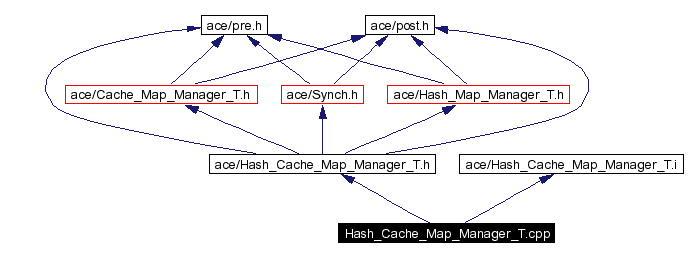 ace/pre.h
ace/post.h
ace/Cache_Map_Manager_T.h
ace/Synch.h
ace/Hash_Map_Manager_T.h
ace/Hash_Cache_Map_Manager_T.h
ace/Hash_Cache_Map_Manager_T.i
Hash_Cache_Map_Manager_T.cpp